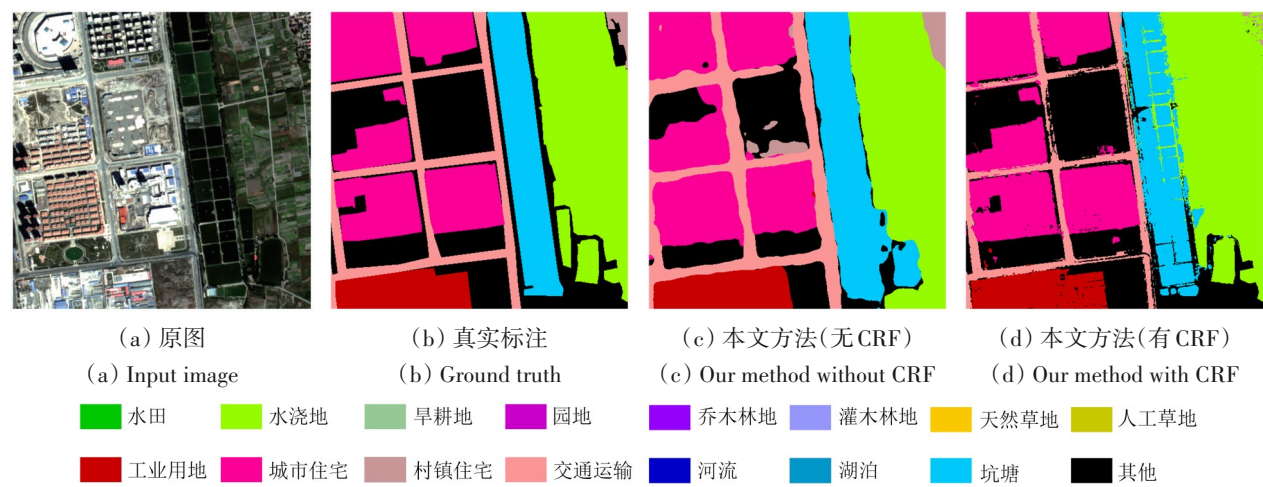 (a) 原图 (b) 真实标注 (c) 本文方法(无CRF) (d) 本文方法(有CRF)
(a) Input image (b) Ground truth (c) Our method without CRF (d) Our method with CRF
水田 水浇地 旱耕地 园地 乔木林地 灌木林地 天然草地 人工草地
工业用地 城市住宅 村镇住宅 交通运输 河流 湖泊 坑塘 其他